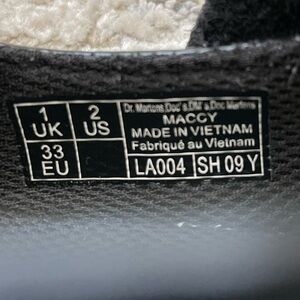 1 UK
2 US
33 EU
Dr. Martens.Doc's.DM's.Doc Martens
MACCY
MADE IN VIETNAM
Fabriqué au Vietnam
LA004
SH 09 Y